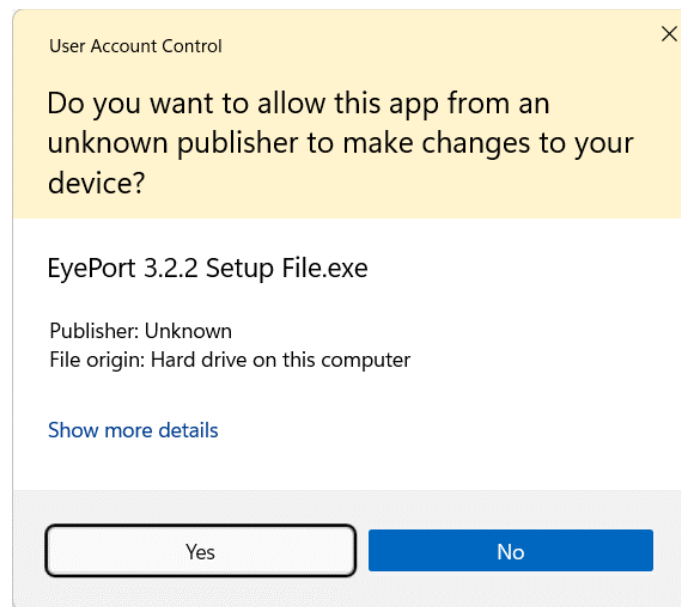 User Account Control
Do you want to allow this app from an
unknown publisher to make changes to your
device?
EyePort 3.2.2 Setup File.exe
Publisher: Unknown
File origin: Hard drive on this computer
Show more details
Yes
No